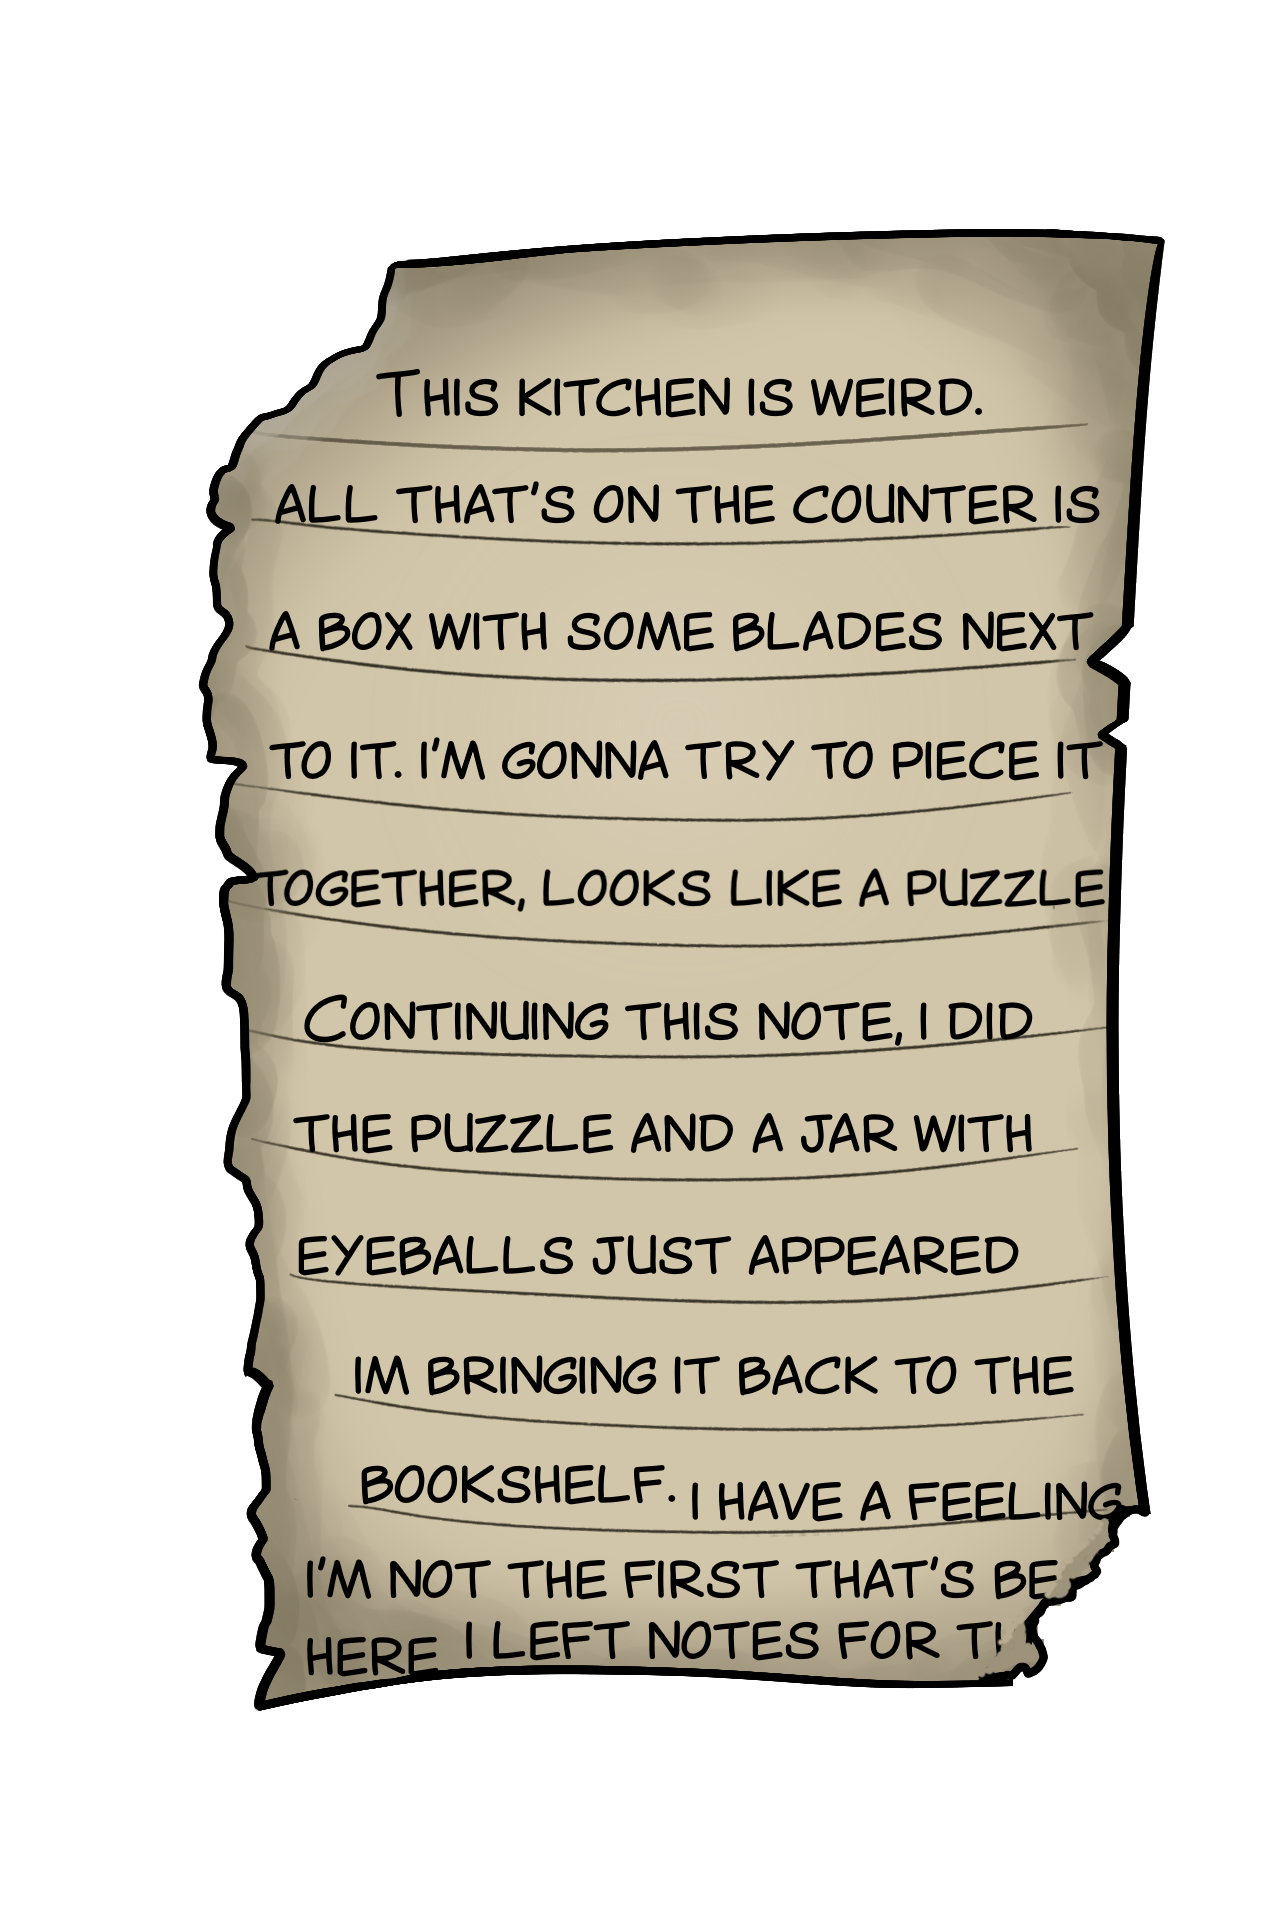 This kitchen is weird.
all that's on the counter is
a box with some blades next
to it. I'm gonna try to piece it
together, looks like a puzzle
Continuing this note, I did
the puzzle and a jar with
eyeballs just appeared
im bringing it back to the
bookshelf. I have a feeling
I'm not the first that's be
here I left notes for